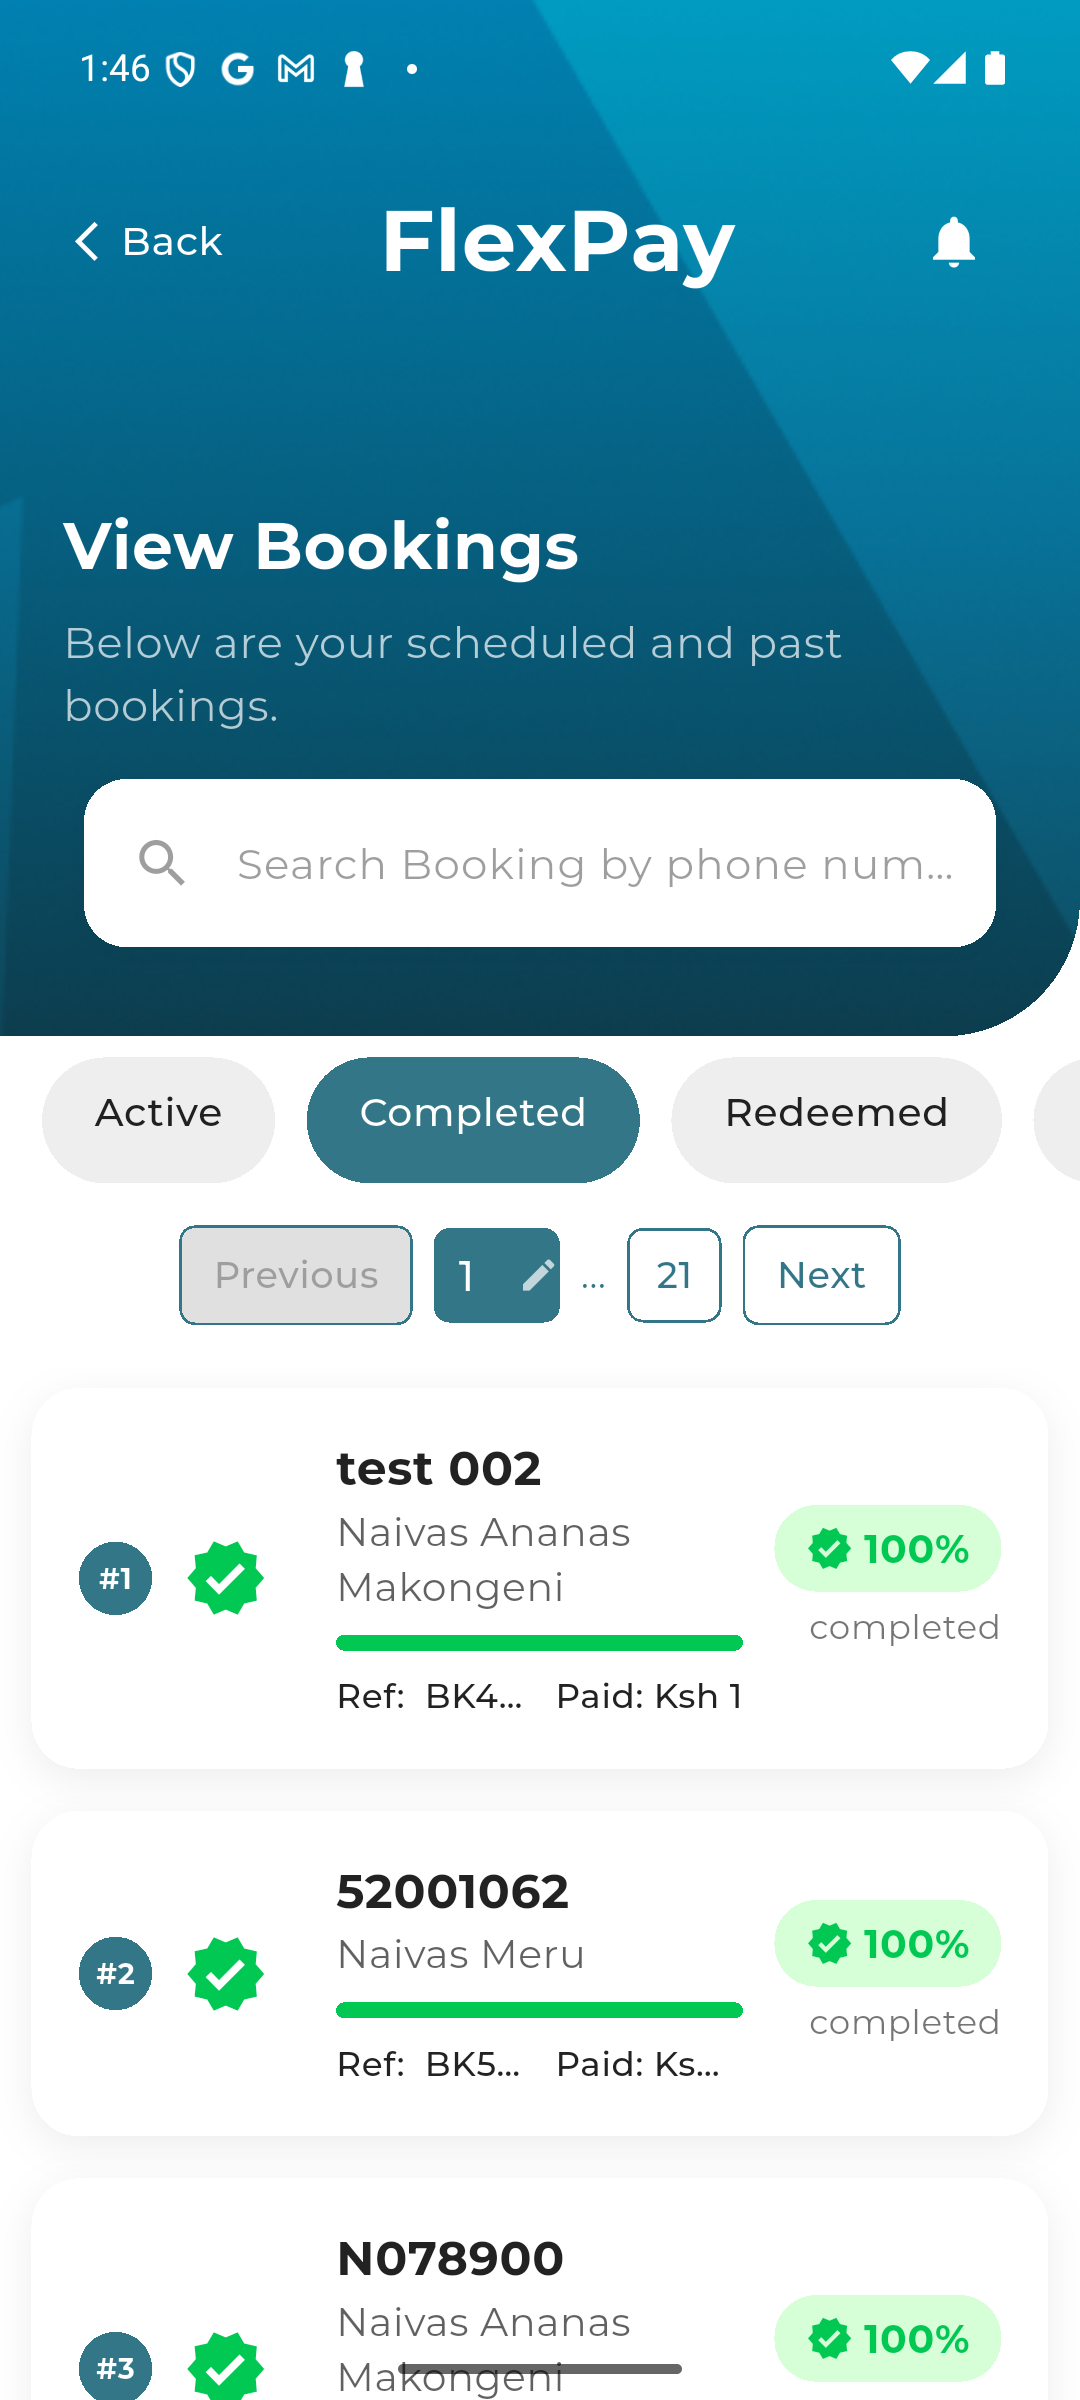 1:46
Back
FlexPay
View Bookings
Below are your scheduled and past
bookings.
Search Booking by phone num...
Active
Completed
Redeemed
Previous
1
...
21
Next
test 002
Naivas Ananas
Makongeni
#1
100%
completed
Ref: BK4... Paid: Ksh 1
52001062
Naivas Meru
#2
100%
completed
Ref: BK5... Paid: Ks...
N078900
Naivas Ananas
Makongeni
#3
100%